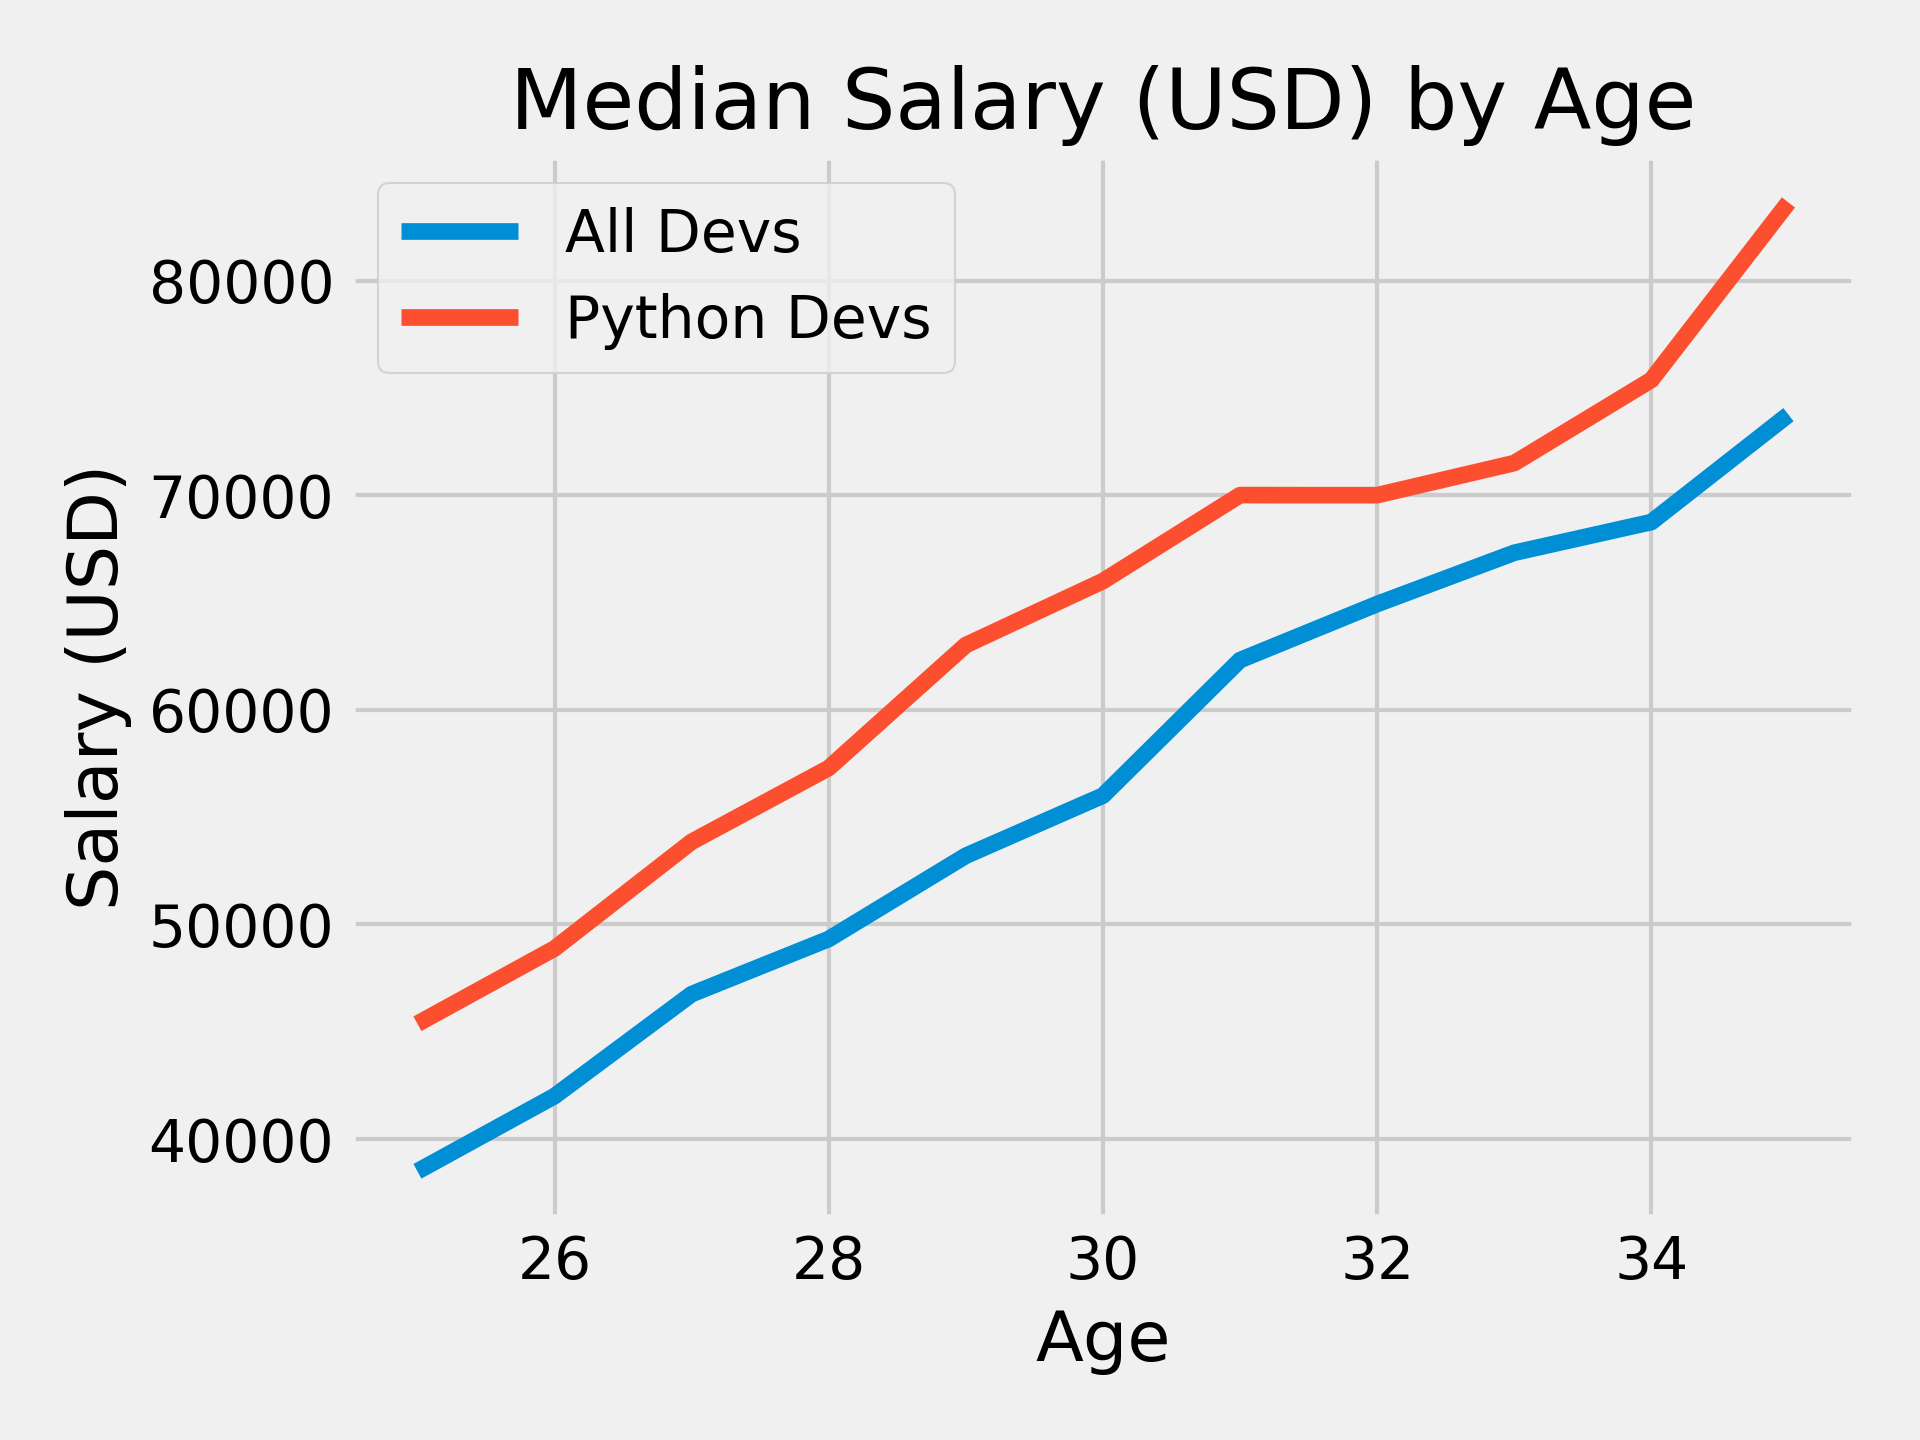 Median Salary (USD) by Age
All Devs
Python Devs
80000
70000
60000
50000
40000
Salary (USD)
26 28 30 32 34
Age